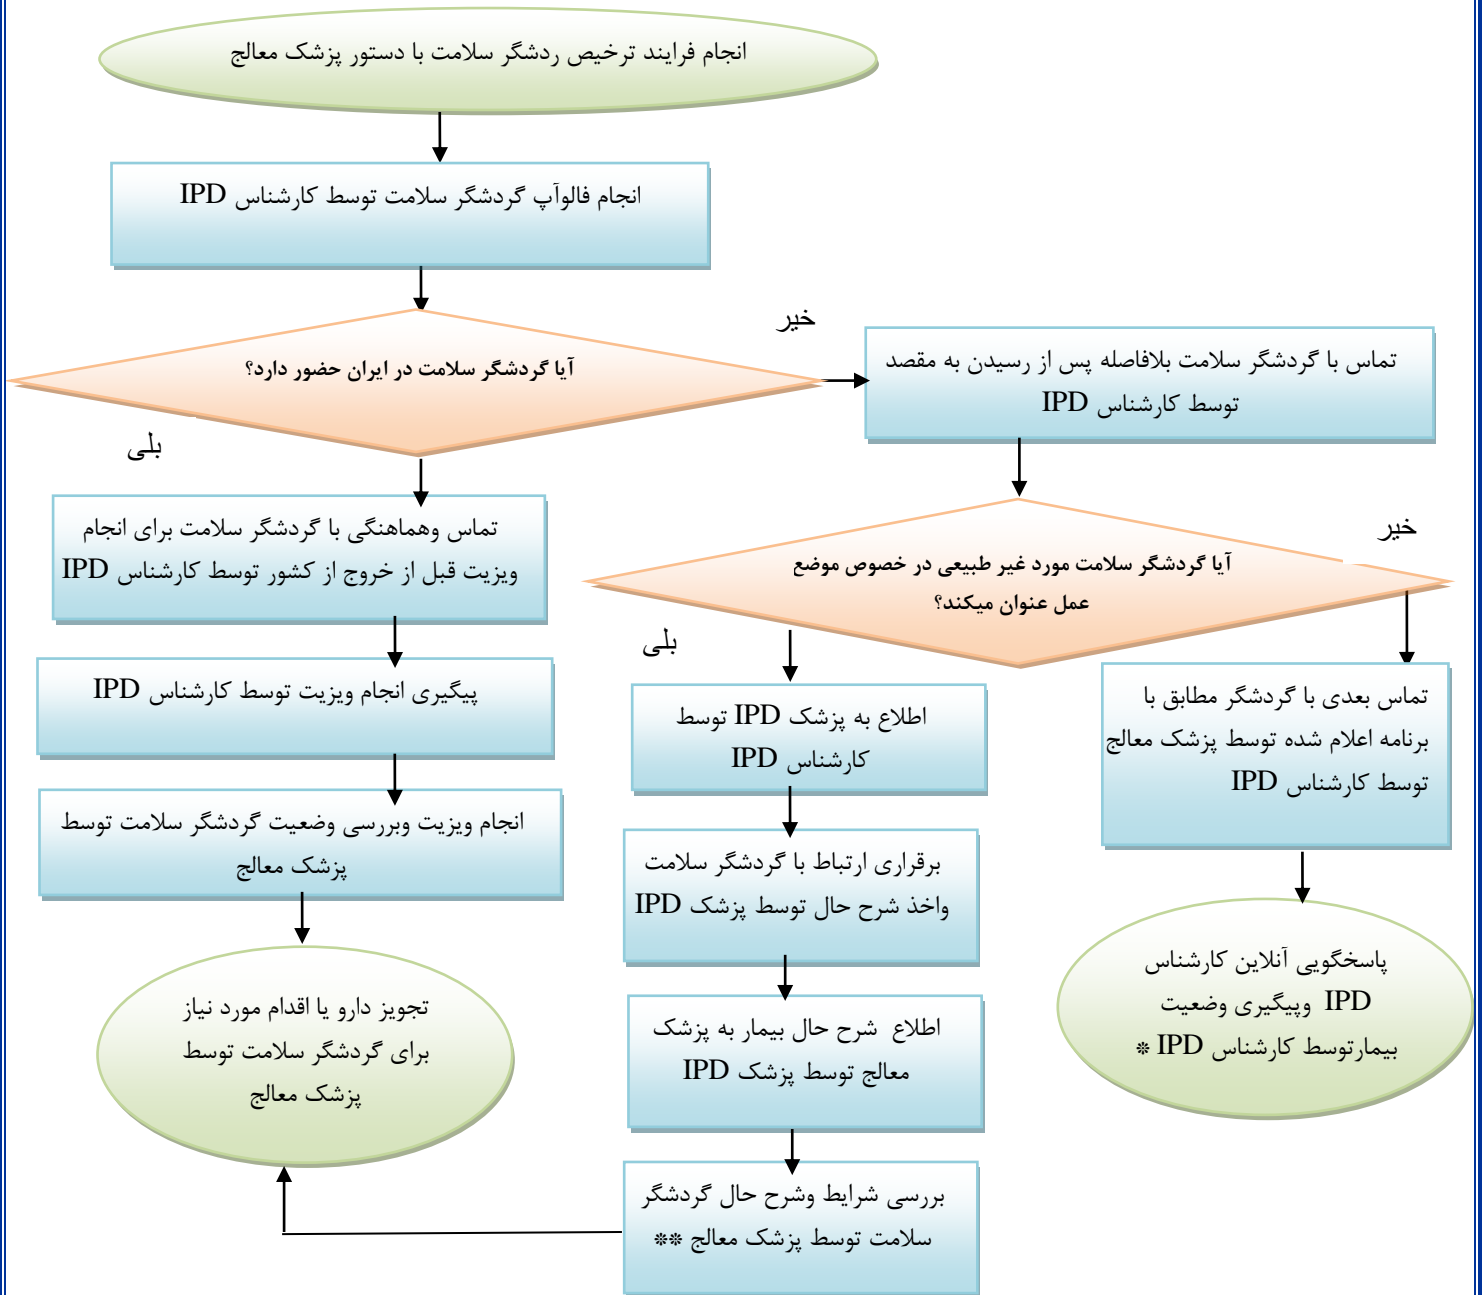 انجام فرایند ترخیص ردشگر سلامت با دستور پزشک معالج
انجام فالوآپ گردشگر سلامت توسط کارشناس IPD
آیا گردشگر سلامت در ایران حضور دارد؟
خیر
تماس با گردشگر سلامت بلافاصله پس از رسیدن به مقصد
توسط کارشناس IPD
بلی
تماس وهماهنگی با گردشگر سلامت برای انجام
ویزیت قبل از خروج از کشور توسط کارشناس IPD
پیگیری انجام ویزیت توسط کارشناس IPD
انجام ویزیت وبررسی وضعیت گردشگر سلامت توسط
پزشک معالج
تجویز دارو یا اقدام مورد نیاز
برای گردشگر سلامت توسط
پزشک معالج
آیا گردشگر سلامت مورد غیر طبیعی در خصوص موضع
عمل عنوان میکند؟
خیر
تماس بعدی با گردشگر مطابق با
برنامه اعلام شده توسط پزشک معالج
توسط کارشناس IPD
پاسخگویی آنلاین کارشناس
IPD وپیگیری وضعیت
بیمارتوسط کارشناس IPD *
بلی
اطلاع به پزشک IPD توسط
کارشناس IPD
برقراری ارتباط با گردشگر سلامت
واخذ شرح حال توسط پزشک IPD
اطلاع شرح حال بیمار به پزشک
معالج توسط پزشک IPD
بررسی شرایط وشرح حال گردشگر
سلامت توسط پزشک معالج **